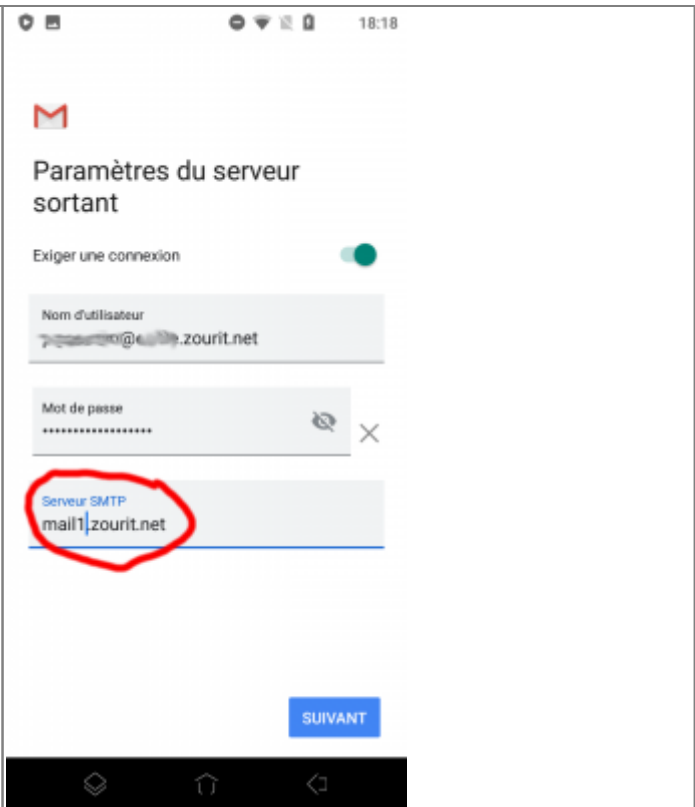 18:18
Paramètres du serveur
sortant
Exiger une connexion
Nom d'utilisateur
.zourit.net
Mot de passe
••••••••••••••••••
Serveur SMTP
mail1.zourit.net
SUIVANT